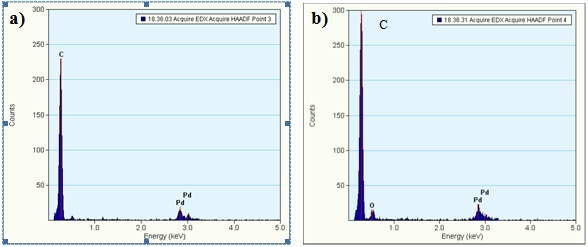 a)
18.36.03 Acquire EDX Acquire HAADF Point 3
300
250
200
150
100
50
Counts
C
Pd
Pd
1.0
2.0
3.0
4.0
5.0
Energy (keV)
b)
18.36.31 Acquire EDX Acquire HAADF Point 4
C
300
250
200
150
100
50
Counts
O
Pd
Pd
1.0
2.0
3.0
4.0
5.0
Energy (keV)